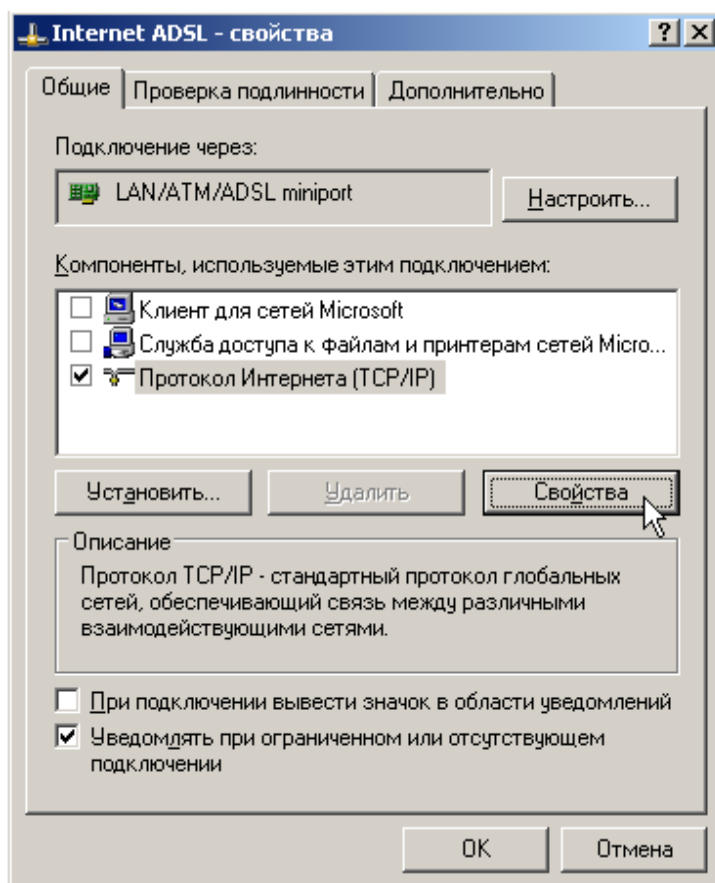 Internet ADSL - свойства
Общие
Проверка подлинности
Дополнительно
Подключение через:
LAN/ATM/ADSL miniport
Настроить...
Компоненты, используемые этим подключением:
Клиент для сетей Microsoft
Служба доступа к файлам и принтерам сетей Micro...
Протокол Интернета (TCP/IP)
Установить...
Удалить
Свойства
Описание
Протокол TCP/IP - стандартный протокол глобальных
сетей, обеспечивающий связь между различными
взаимодействующими сетями.
При подключении вывести значок в области уведомлений
Уведомлять при ограниченном или отсутствующем
подключении
OK
Отмена